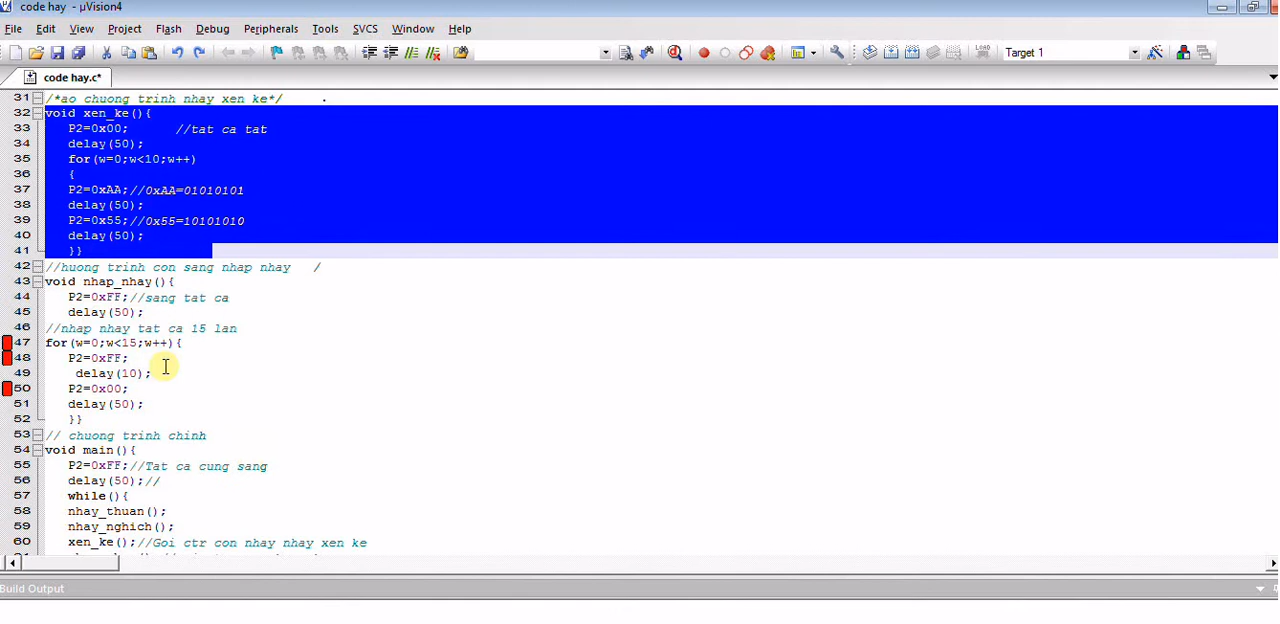 code hay - µVision4
File Edit View Project Flash Debug Peripherals Tools SVCS Window Help
LOAD Target 1
code hay.c*
31 /*ao chuong trinh nhay xen ke*/ .
32 void xen_ke(){
33 P2=0x00; //tat ca tat
34 delay(50);
35 for(w=0;w<10;w++)
36 {
37 P2=0xAA;//0xAA=01010101
38 delay(50);
39 P2=0x55;//0x55=10101010
40 delay(50);
41 }}
42 //huong trinh con sang nhap nhay /
43 void nhap_nhay(){
44 P2=0xFF;//sang tat ca
45 delay(50);
46 //nhap nhay tat ca 15 lan
47 for(w=0;w<15;w++){
48 P2=0xFF;
49 delay(10);
50 P2=0x00;
51 delay(50);
52 }}
53 // chuong trinh chinh
54 void main(){
55 P2=0xFF;//Tat ca cung sang
56 delay(50);//
57 while(){
58 nhay_thuan();
59 nhay_nghich();
60 xen_ke();//Goi ctr con nhay nhay xen ke
Build Output